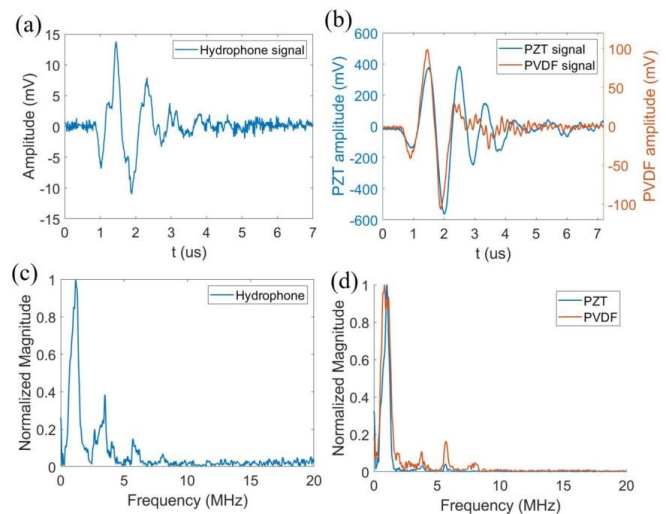 (a)
Hydrophone signal
Amplitude (mV)
15
10
5
0
-5
-10
-15
0 1 2 3 4 5 6 7
t (us)
(b)
PZT signal
PVDF signal
PZT amplitude (mV)
600
400
200
0
-200
-400
-600
PVDF amplitude (mV)
100
50
0
-50
-100
0 1 2 3 4 5 6 7
t (us)
(c)
Hydrophone
Normalized Magnitude
1
0.8
0.6
0.4
0.2
0
0 5 10 15 20
Frequency (MHz)
(d)
PZT
PVDF
Normalized Magnitude
1
0.8
0.6
0.4
0.2
0
0 5 10 15 20
Frequency (MHz)